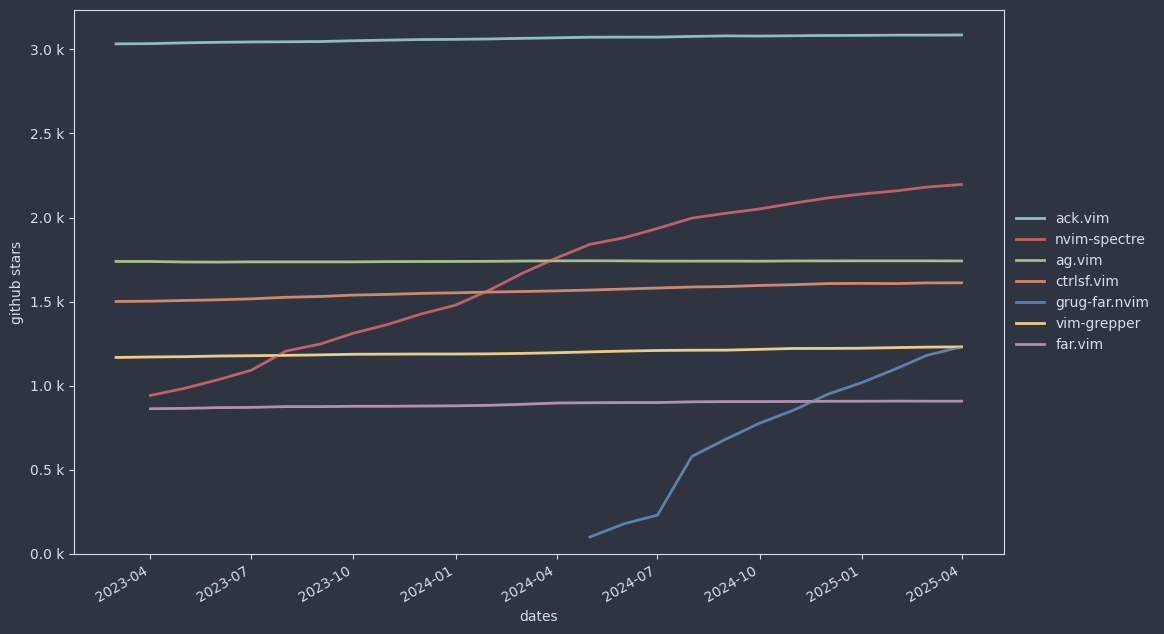 3.0 k
2.5 k
2.0 k
1.5 k
1.0 k
0.5 k
0.0 k
github stars
2023-04
2023-07
2023-10
2024-01
2024-04
2024-07
2024-10
2025-01
2025-04
dates
ack.vim
nvim-spectre
ag.vim
ctrlsf.vim
grug-far.nvim
vim-grepper
far.vim